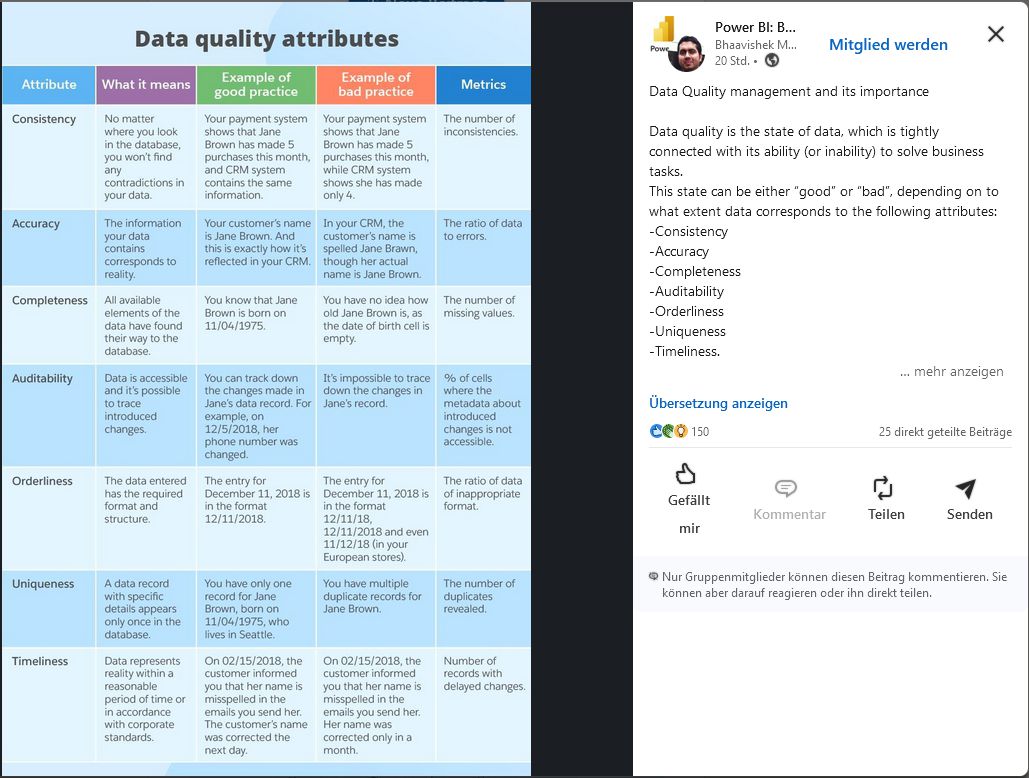 Data quality attributes
Attribute
What it means
Example of
good practice
Example of
bad practice
Metrics
Consistency
No matter
where you look
in the database,
you won't find
any
contradictions in
your data.
Your payment system
shows that Jane
Brown has made 5
purchases this month,
and CRM system
contains the same
information.
Your payment system
shows that Jane
Brown has made 5
purchases this month,
while CRM system
shows she has made
only 4.
The number of
inconsistencies.
Accuracy
The information
your data
contains
corresponds to
reality.
Your customer's name
is Jane Brown. And
this is exactly how it's
reflected in your CRM.
In your CRM, the
customer's name is
spelled Jane Brawn,
though her actual
name is Jane Brown.
The ratio of data
to errors.
Completeness
All available
elements of the
data have found
their way to the
database.
You know that Jane
Brown is born on
11/04/1975.
You have no idea how
old Jane Brown is, as
the date of birth cell is
empty.
The number of
missing values.
Auditability
Data is accessible
and it's possible
to trace
introduced
changes.
You can track down
the changes made in
Jane's data record. For
example, on
12/5/2018, her
phone number was
changed.
It's impossible to trace
down the changes in
Jane's record.
% of cells
where the
metadata about
introduced
changes is not
accessible.
Orderliness
The data entered
has the required
format and
structure.
The entry for
December 11, 2018 is
in the format
12/11/2018.
The entry for
December 11, 2018 is
in the format
12/11/18,
12/11/2018 and even
11/12/18 (in your
European stores).
The ratio of data
of inappropriate
format.
Uniqueness
A data record
with specific
details appears
only once in the
database.
You have only one
record for Jane
Brown, born on
11/04/1975, who
lives in Seattle.
You have multiple
duplicate records for
Jane Brown.
The number of
duplicates
revealed.
Timeliness
Data represents
reality within a
reasonable
period of time or
in accordance
with corporate
standards.
On 02/15/2018, the
customer informed
you that her name is
misspelled in the
emails you send her.
The customer's name
was corrected the
next day.
On 02/15/2018, the
customer informed
you that her name is
misspelled in the
emails you send her.
Her name was
corrected only in a
month.
Number of
records with
delayed changes.
Power BI: B...
Bhaavishek M...
20 Std. •
Mitglied werden
Data Quality management and its importance
Data quality is the state of data, which is tightly
connected with its ability (or inability) to solve business
tasks.
This state can be either “good” or “bad”, depending on to
what extent data corresponds to the following attributes:
-Consistency
-Accuracy
-Completeness
-Auditability
-Orderliness
-Uniqueness
-Timeliness.
... mehr anzeigen
Übersetzung anzeigen
150
25 direkt geteilte Beiträge
Gefällt
mir
Kommentar
Teilen
Senden
Nur Gruppenmitglieder können diesen Beitrag kommentieren. Sie
können aber darauf reagieren oder ihn direkt teilen.